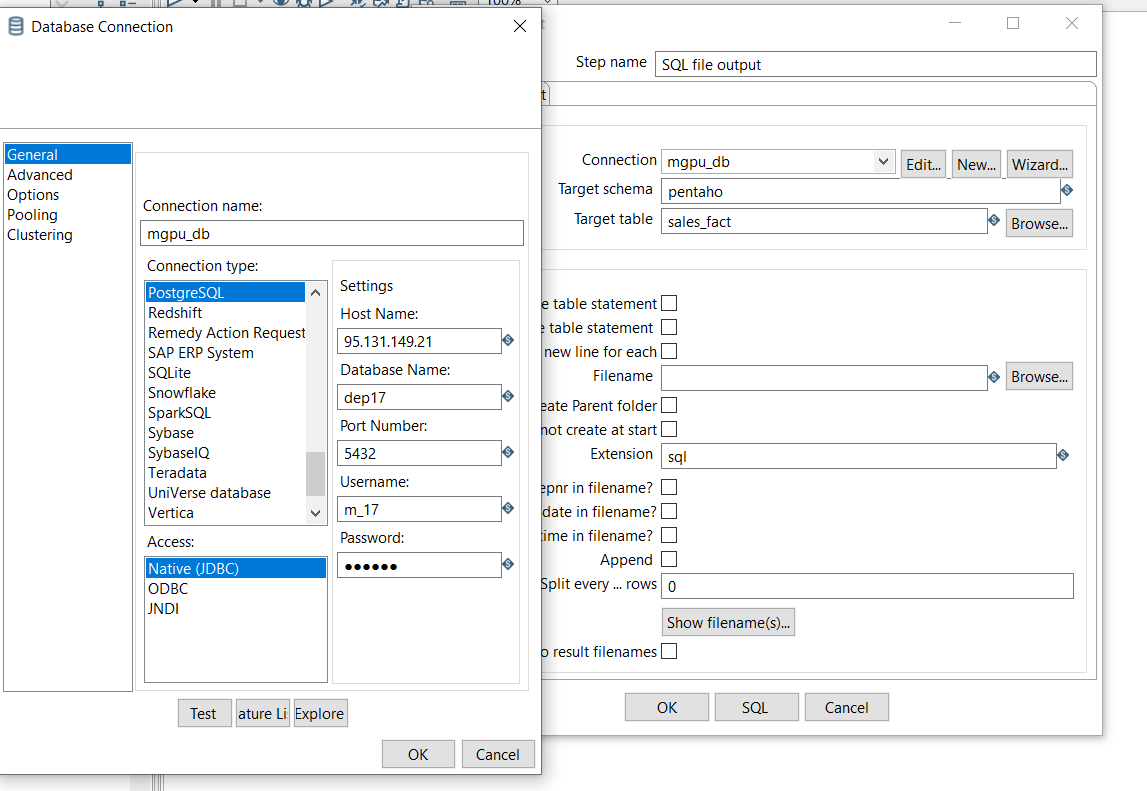 100%
Database Connection
General
Advanced
Options
Pooling
Clustering
Connection name:
mgpu_db
Connection type:
PostgreSQL
Redshift
Remedy Action Request
SAP ERP System
SQLite
Snowflake
SparkSQL
Sybase
SybaseIQ
Teradata
UniVerse database
Vertica
Access:
Native (JDBC)
ODBC
JNDI
Settings
Host Name:
95.131.149.21
Database Name:
dep17
Port Number:
5432
Username:
m_17
Password:
●●●●●●
Test
ature Li
Explore
OK
Cancel
Step name
SQL file output
Connection
mgpu_db
Edit...
New...
Wizard...
Target schema
pentaho
Target table
sales_fact
Browse...
e table statement
e table statement
new line for each
Filename
Browse...
eate Parent folder
not create at start
Extension
sql
epnr in filename?
date in filename?
time in filename?
Append
Split every ... rows
0
Show filename(s)...
o result filenames
OK
SQL
Cancel